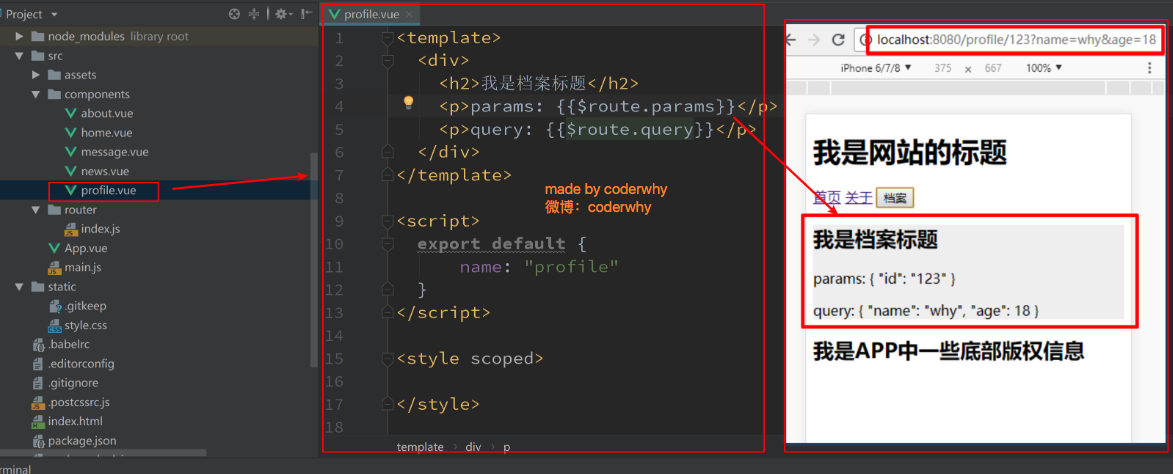 Project
node_modules library root
src
assets
components
about.vue
home.vue
message.vue
news.vue
profile.vue
router
index.js
App.vue
main.js
static
.gitkeep
style.css
.babelrc
.editorconfig
.gitignore
.postcssrc.js
index.html
package.json
profile.vue
1 <template>
2 <div>
3 <h2>我是档案标题</h2>
4 <p>params: {{$route.params}}</p>
5 <p>query: {{$route.query}}</p>
6 </div>
7 </template>
8
9 <script>
10 export default {
11 name: "profile"
12 }
13 </script>
14
15 <style scoped>
16
17 </style>
18
made by coderwhy
微博：coderwhy
template › div › p
localhost:8080/profile/123?name=why&age=18
iPhone 6/7/8 ▼ 375 x 667 100% ▼
我是网站的标题
首页 关于 档案
我是档案标题
params: { "id": "123" }
query: { "name": "why", "age": 18 }
我是APP中一些底部版权信息